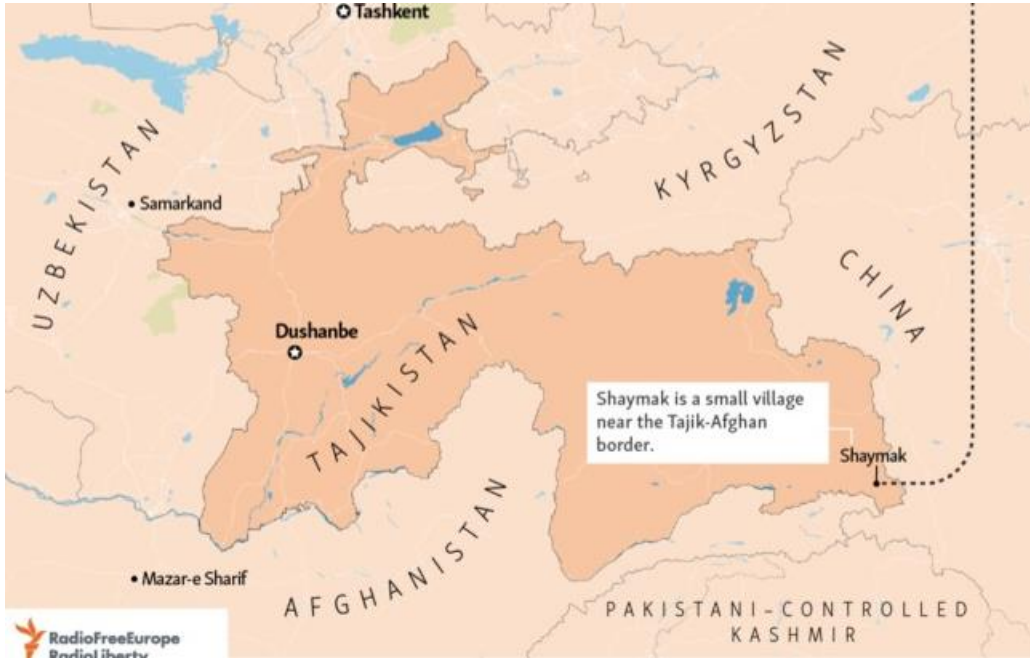 Tashkent
KYRGYZSTAN
UZBEKISTAN
Samarkand
CHINA
Dushanbe
TAJIKISTAN
Shaymak is a small village
near the Tajik-Afghan
border.
Shaymak
AFGHANISTAN
Mazar-e Sharif
PAKISTANI-CONTROLLED
KASHMIR
RadioFreeEurope
RadioLiberty